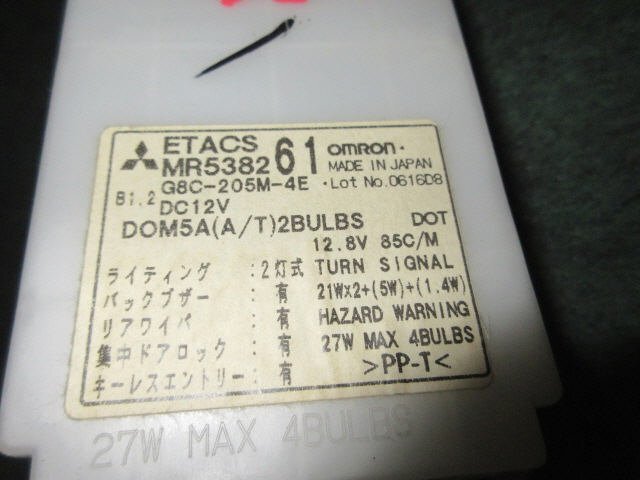 ETACS 61 omron
MR5382 MADE IN JAPAN
B1.2 G8C-205M-4E ・Lot No.0616D8
DC12V
DOM5A(A/T)2BULBS DOT
12.8V 85C/M
ライティング :2灯式 TURN SIGNAL
バックブザー :有 21W×2+(5W)+(1.4W)
リアワイパ :有 HAZARD WARNING
集中ドアロック :有 27W MAX 4BULBS
キーレスエントリー:有 >PP-T<
27W MAX 4BULBS